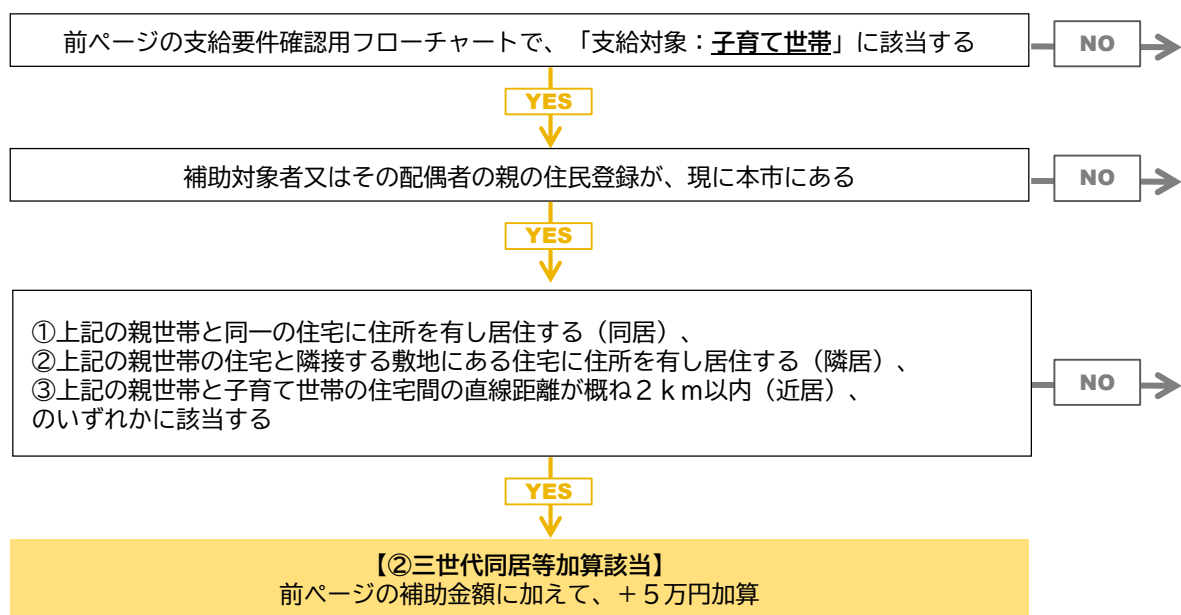 前ページの支給要件確認用フローチャートで、「支給対象：子育て世帯」に該当する
NO
YES
補助対象者又はその配偶者の親の住民登録が、現に本市にある
NO
YES
①上記の親世帯と同一の住宅に住所を有し居住する（同居）、
②上記の親世帯の住宅と隣接する敷地にある住宅に住所を有し居住する（隣居）、
③上記の親世帯と子育て世帯の住宅間の直線距離が概ね２ｋｍ以内（近居）、
のいずれかに該当する
NO
YES
【②三世代同居等加算該当】
前ページの補助金額に加えて、＋５万円加算